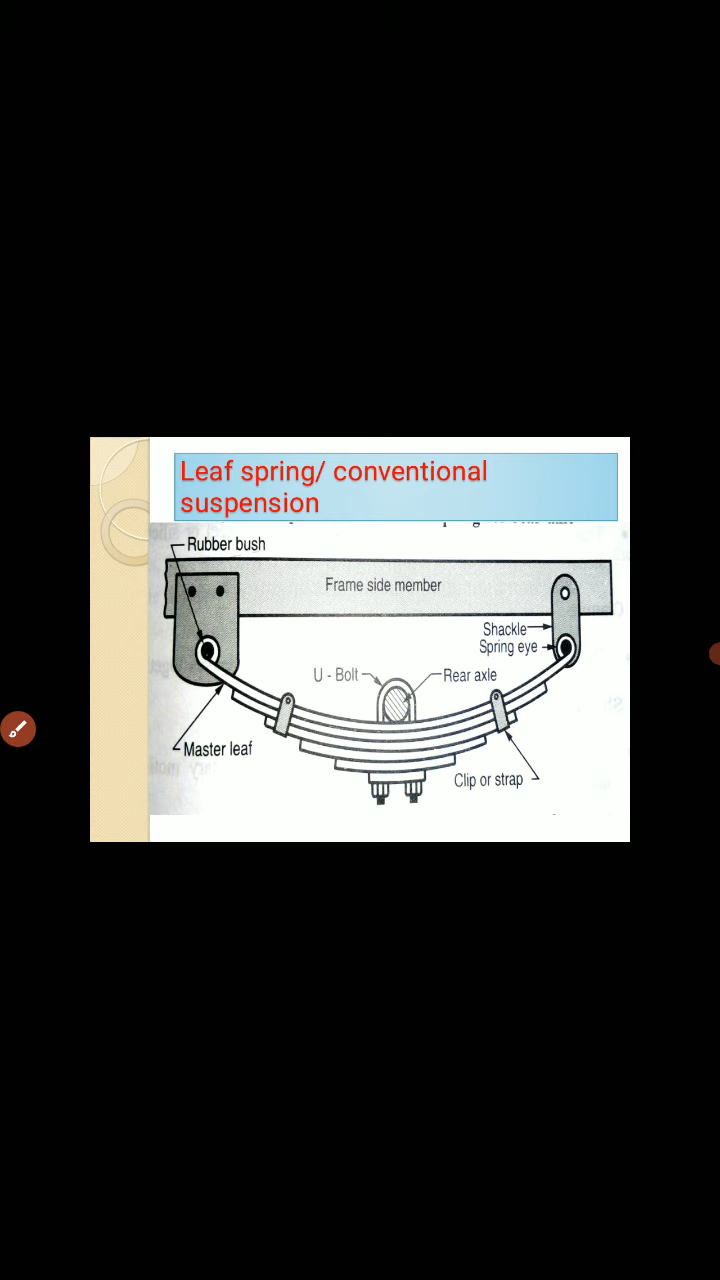 Leaf spring/ conventional
suspension
Rubber bush
Frame side member
Shackle
Spring eye
U - Bolt
Rear axle
Master leaf
Clip or strap